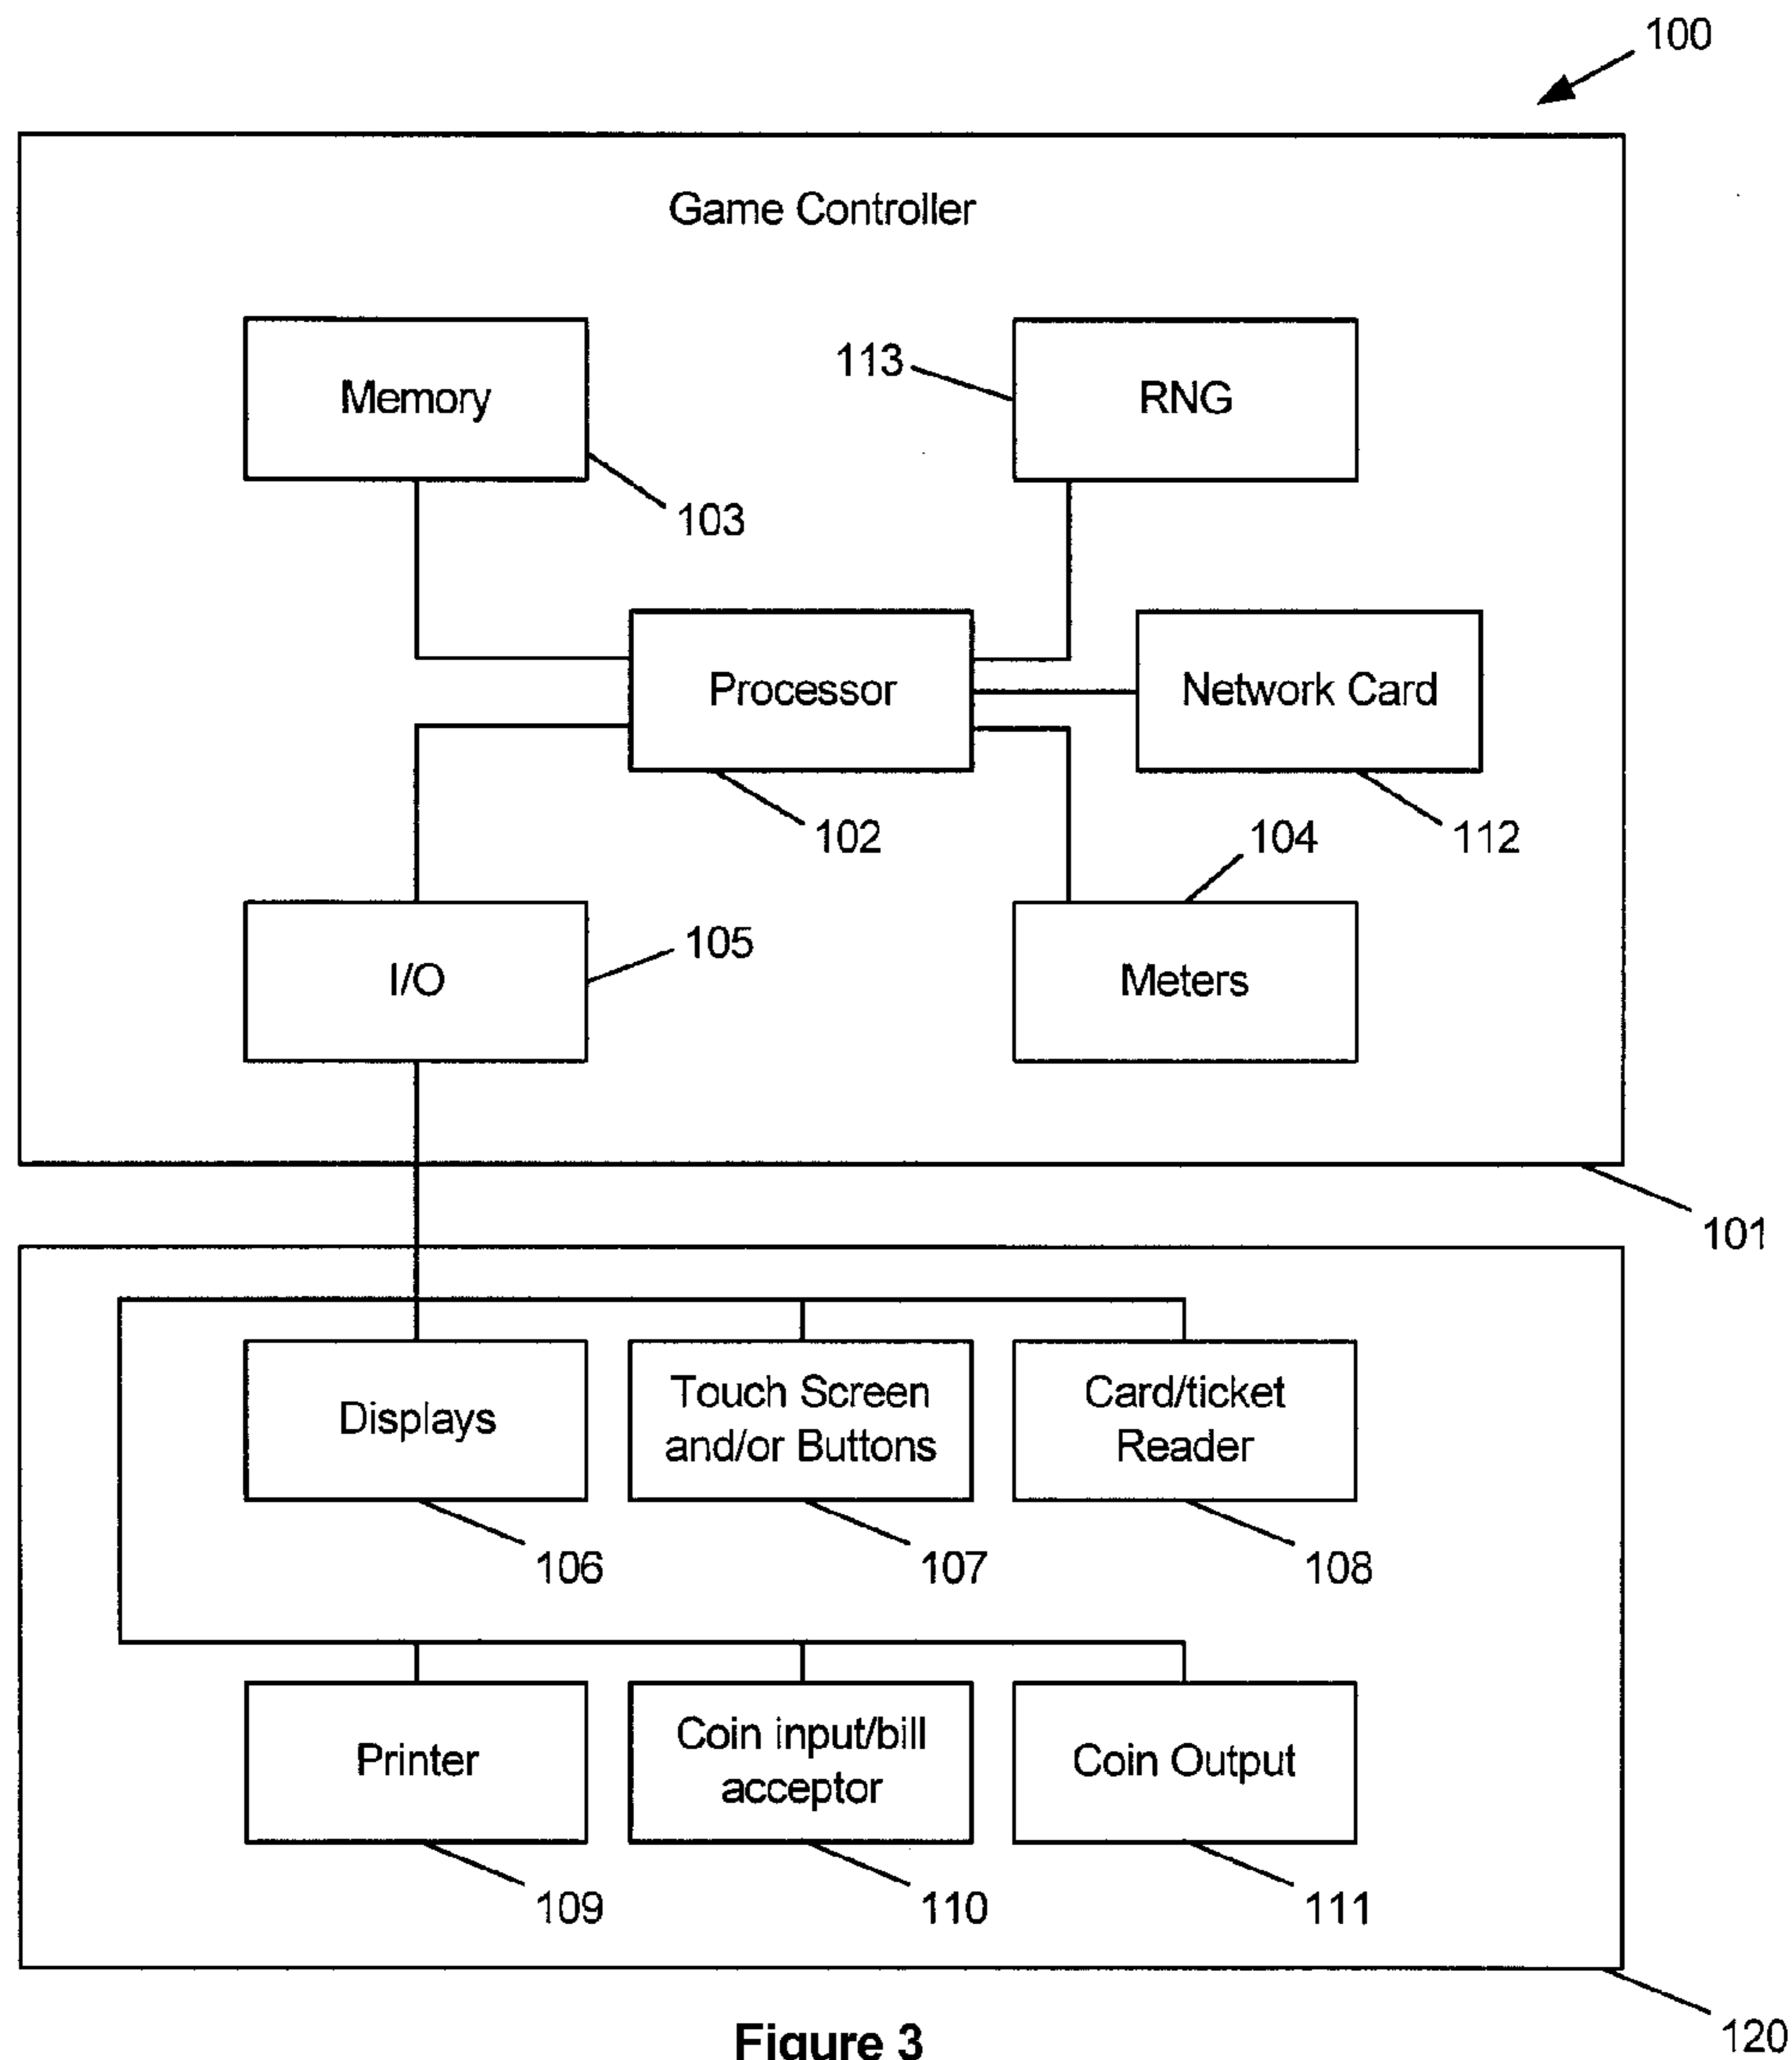 100
Game Controller
Memory
113
RNG
103
Processor
Network Card
102
104
112
I/O
105
Meters
101
Displays
Touch Screen
and/or Buttons
Card/ticket
Reader
106
107
108
Printer
Coin input/bill
acceptor
Coin Output
109
110
111
120
Figure 3